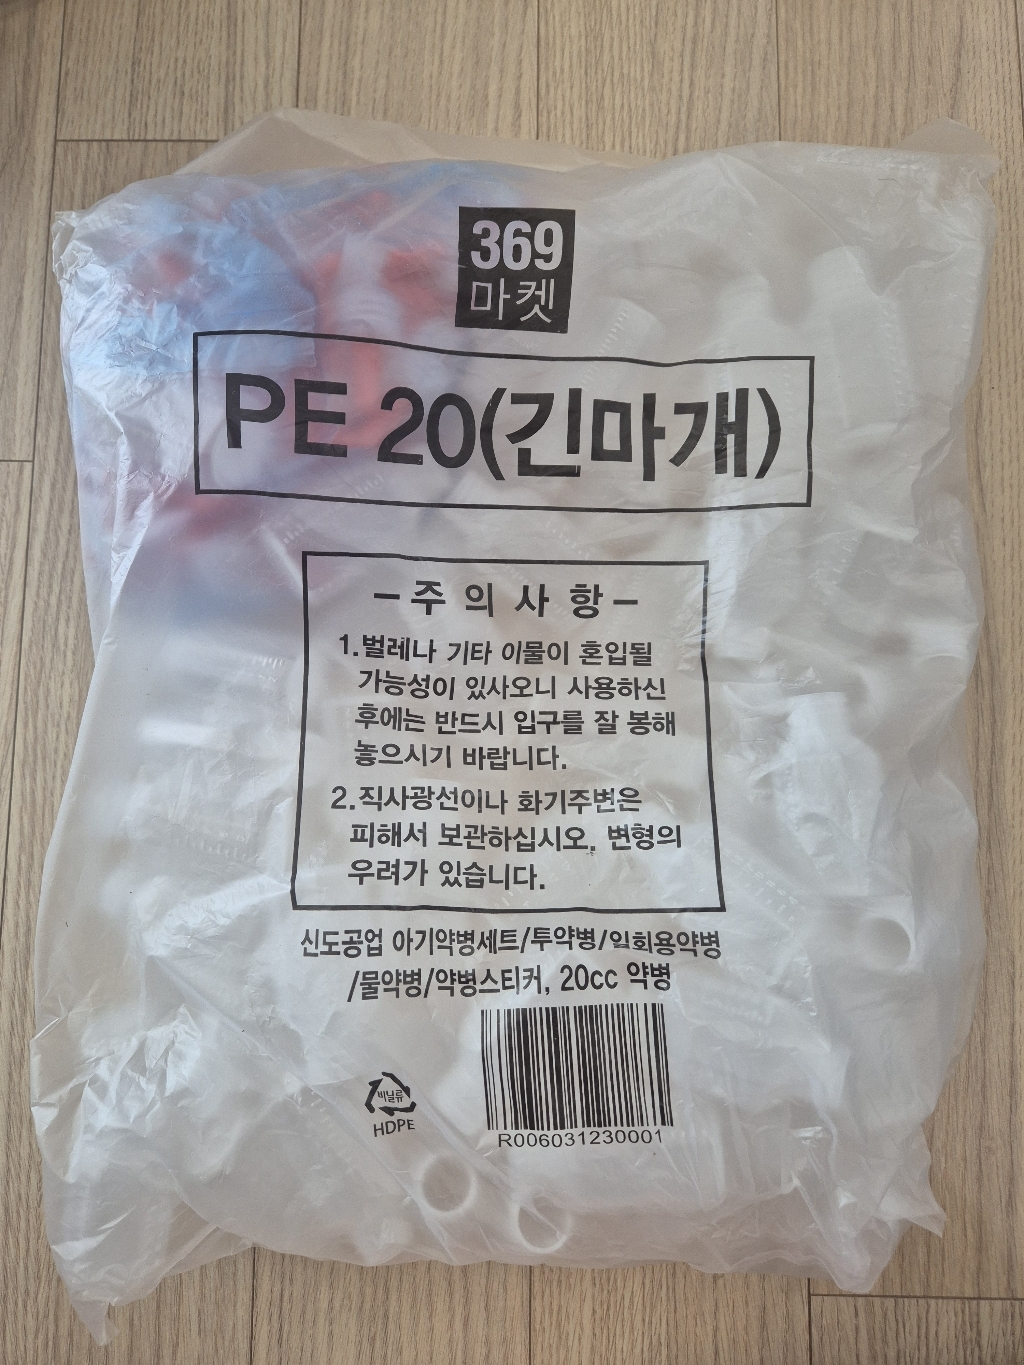 369
마켓
PE 20(긴마개)
-주의사항-
1.벌레나 기타 이물이 혼입될
가능성이 있사오니 사용하신
후에는 반드시 입구를 잘 봉해
놓으시기 바랍니다.
2.직사광선이나 화기주변은
피해서 보관하십시오. 변형의
우려가 있습니다.
신도공업 아기약병세트/투약병/일회용약병
/물약병/약병스티커, 20cc 약병
비닐류
HDPE
R006031230001